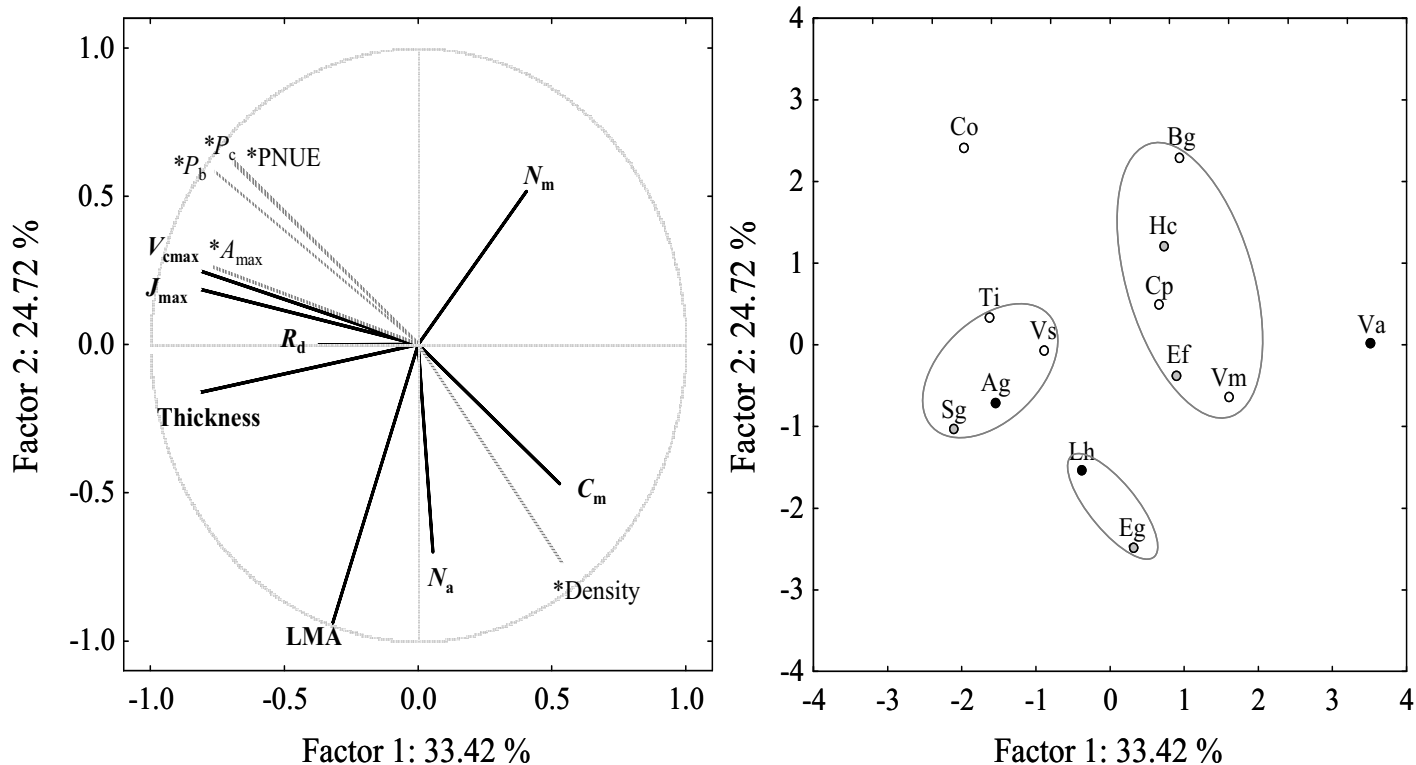 1.0
0.5
0.0
-0.5
-1.0
Factor 2: 24.72 %
*Pb
*Pc
*PNUE
Nm
Vcmax
*Amax
Jmax
Rd
Thickness
Cm
Na
*Density
LMA
-1.0
-0.5
0.0
0.5
1.0
Factor 1: 33.42 %
4
3
2
1
0
-1
-2
-3
-4
Factor 2: 24.72 %
Co
Bg
Hc
Cp
Ti
Vs
Va
Ef
Vm
Ag
Sg
Lh
Eg
-4
-2
-1
0
1
2
3
4
Factor 1: 33.42 %